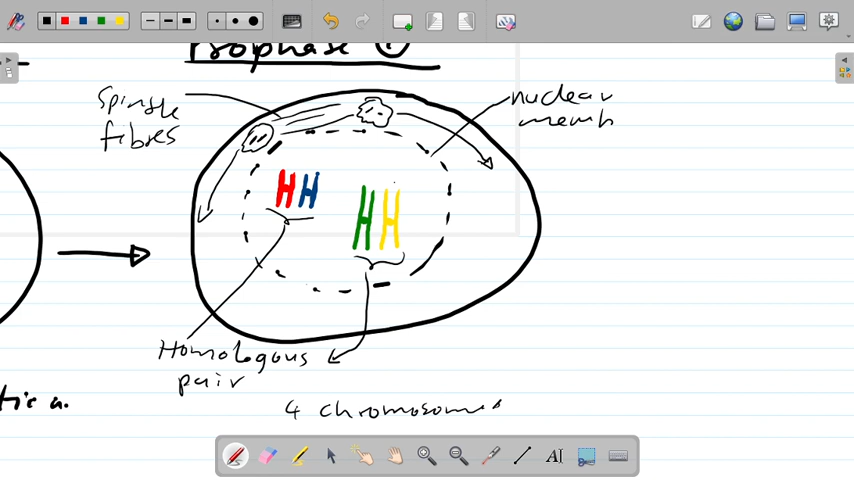 Prophase ①
Spindle
fibres
nuclear
memb
Homologous
pair
4 chromosomes